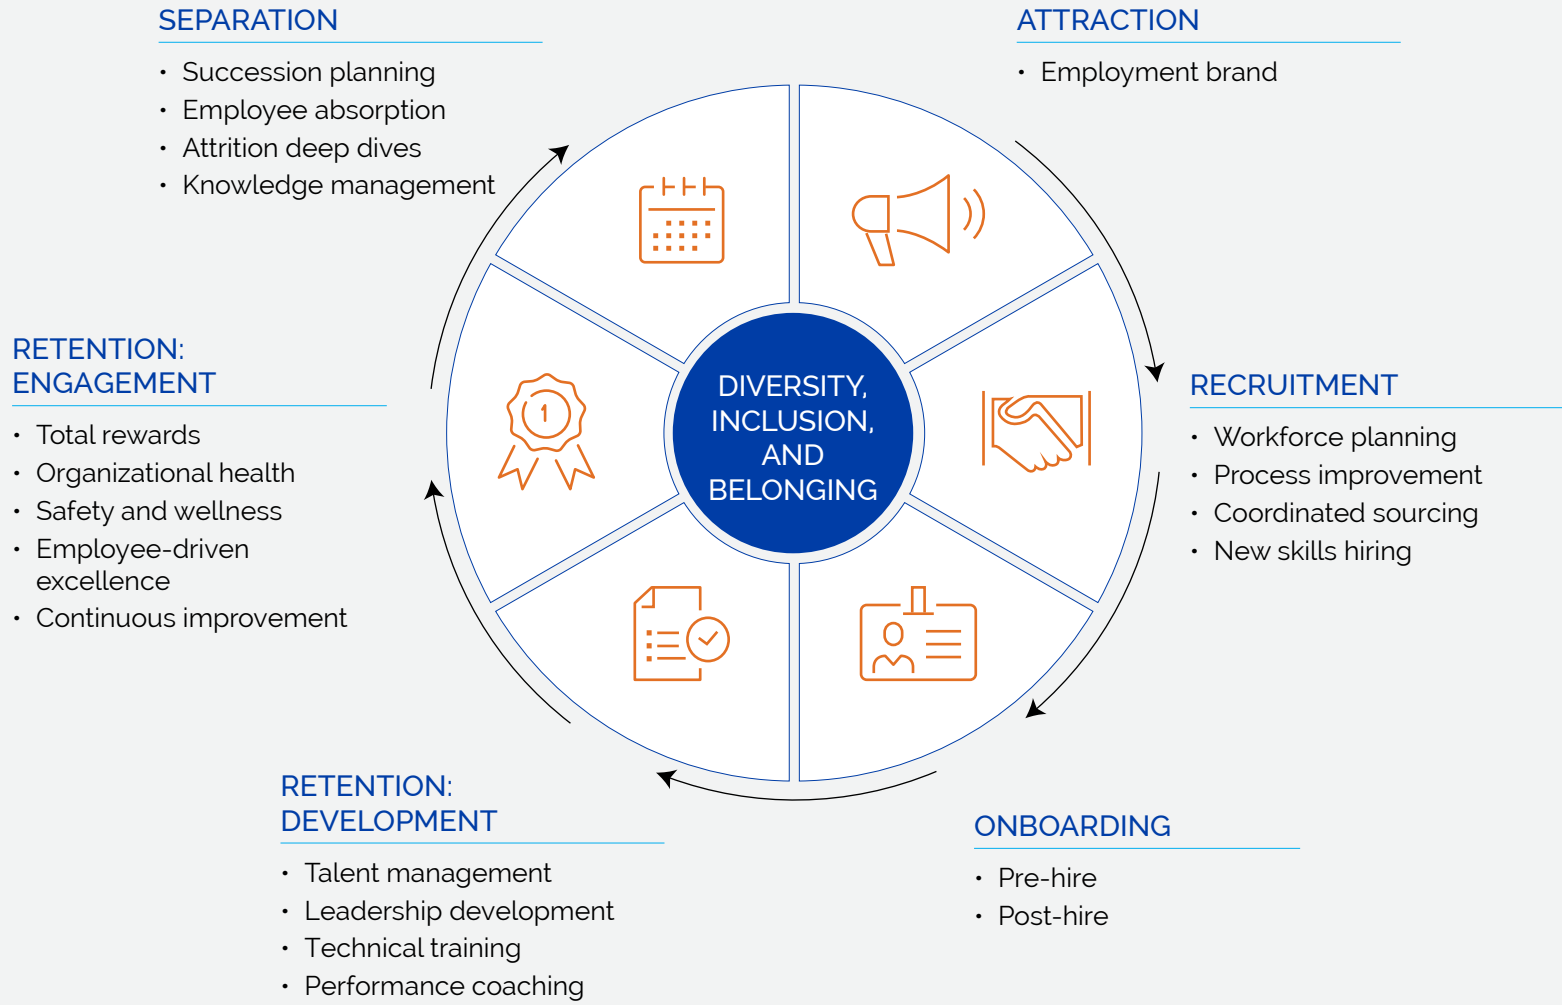 SEPARATION
• Succession planning
• Employee absorption
• Attrition deep dives
• Knowledge management
ATTRACTION
• Employment brand
RETENTION:
ENGAGEMENT
• Total rewards
• Organizational health
• Safety and wellness
• Employee-driven
excellence
• Continuous improvement
1
DIVERSITY,
INCLUSION,
AND
BELONGING
RECRUITMENT
• Workforce planning
• Process improvement
• Coordinated sourcing
• New skills hiring
RETENTION:
DEVELOPMENT
• Talent management
• Leadership development
• Technical training
• Performance coaching
ONBOARDING
• Pre-hire
• Post-hire